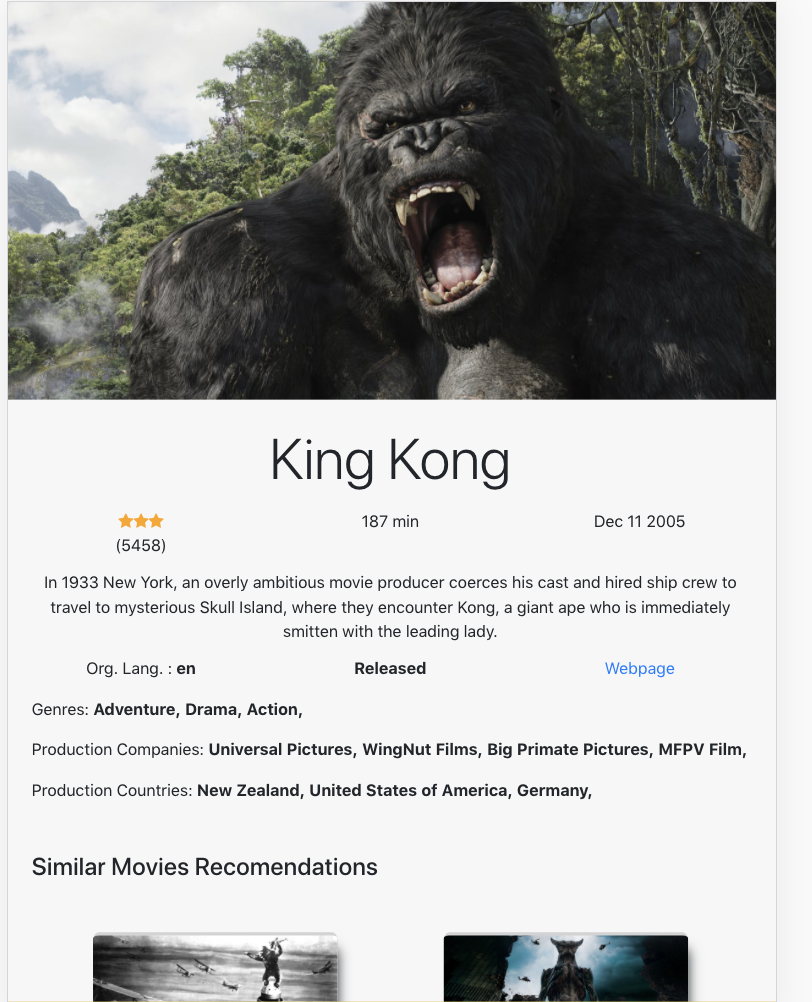 King Kong
187 min
Dec 11 2005
(5458)
In 1933 New York, an overly ambitious movie producer coerces his cast and hired ship crew to
travel to mysterious Skull Island, where they encounter Kong, a giant ape who is immediately
smitten with the leading lady.
Org. Lang. : en
Released
Webpage
Genres: Adventure, Drama, Action,
Production Companies: Universal Pictures, WingNut Films, Big Primate Pictures, MFPV Film,
Production Countries: New Zealand, United States of America, Germany,
Similar Movies Recomendations